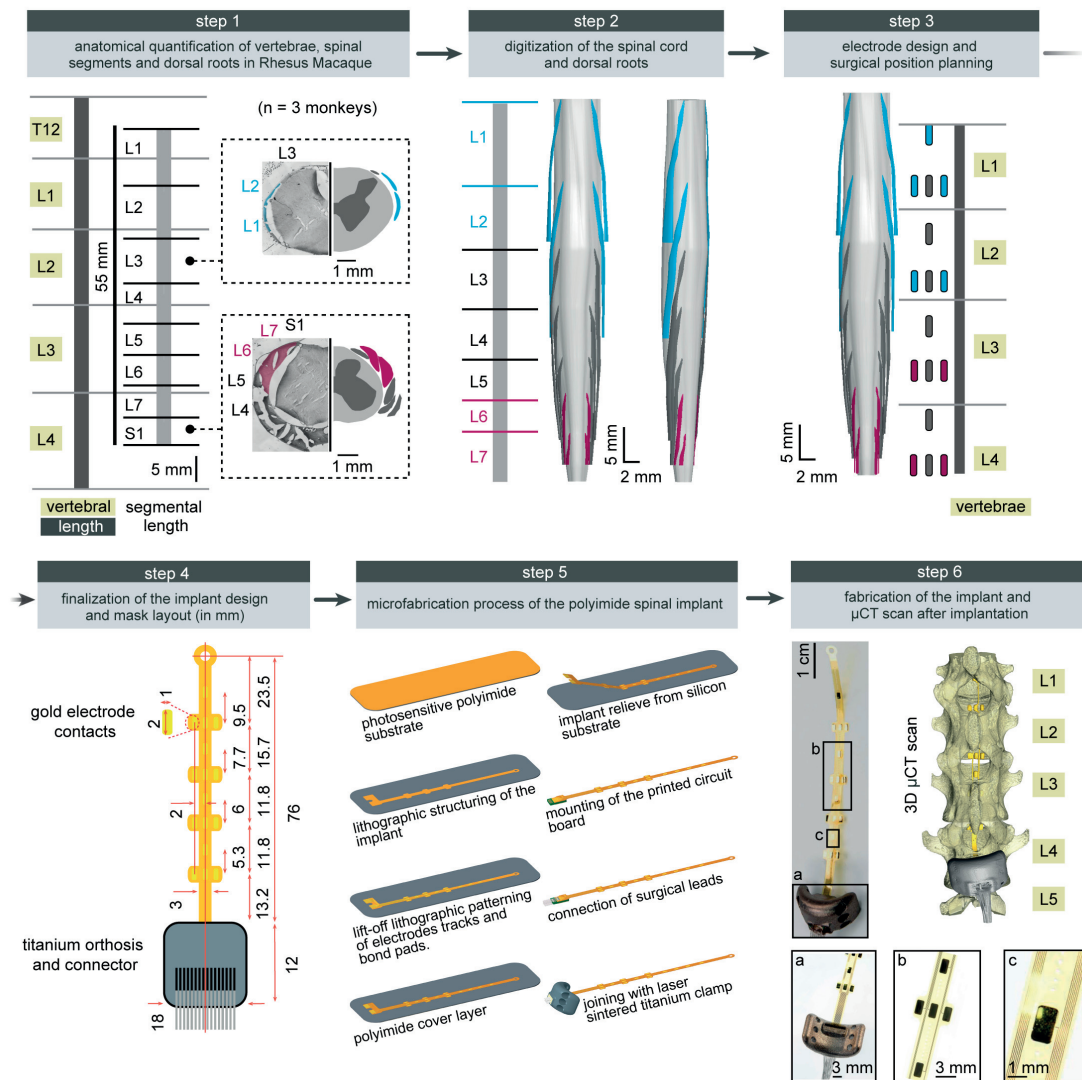 step 1
anatomical quantification of vertebrae, spinal
segments and dorsal roots in Rhesus Macaque
step 2
digitization of the spinal cord
and dorsal roots
step 3
electrode design and
surgical position planning
T12
L1
L2
L3
L4
55 mm
L1
L2
L3
L4
L5
L6
L7
S1
5 mm
vertebral
length
segmental
length
(n = 3 monkeys)
L3
L2
L1
1 mm
S1
L7
L6
L5
L4
1 mm
L1
L2
L3
L4
L5
L6
L7
5 mm
2 mm
5 mm
2 mm
L1
L2
L3
L4
vertebrae
step 4
finalization of the implant design
and mask layout (in mm)
step 5
microfabrication process of the polyimide spinal implant
step 6
fabrication of the implant and
µCT scan after implantation
gold electrode
contacts
1
2
23.5
9.5
15.7
7.7
11.8
2
6
11.8
5.3
3
13.2
76
12
18
titanium orthosis
and connector
photosensitive polyimide
substrate
lithographic structuring of the
implant
lift-off lithographic patterning
of electrodes tracks and
bond pads.
polyimide cover layer
implant relieve from silicon
substrate
mounting of the printed circuit
board
connection of surgical leads
joining with laser
sintered titanium clamp
1 cm
b
c
a
3D µCT scan
L1
L2
L3
L4
L5
a
3 mm
b
3 mm
c
1 mm